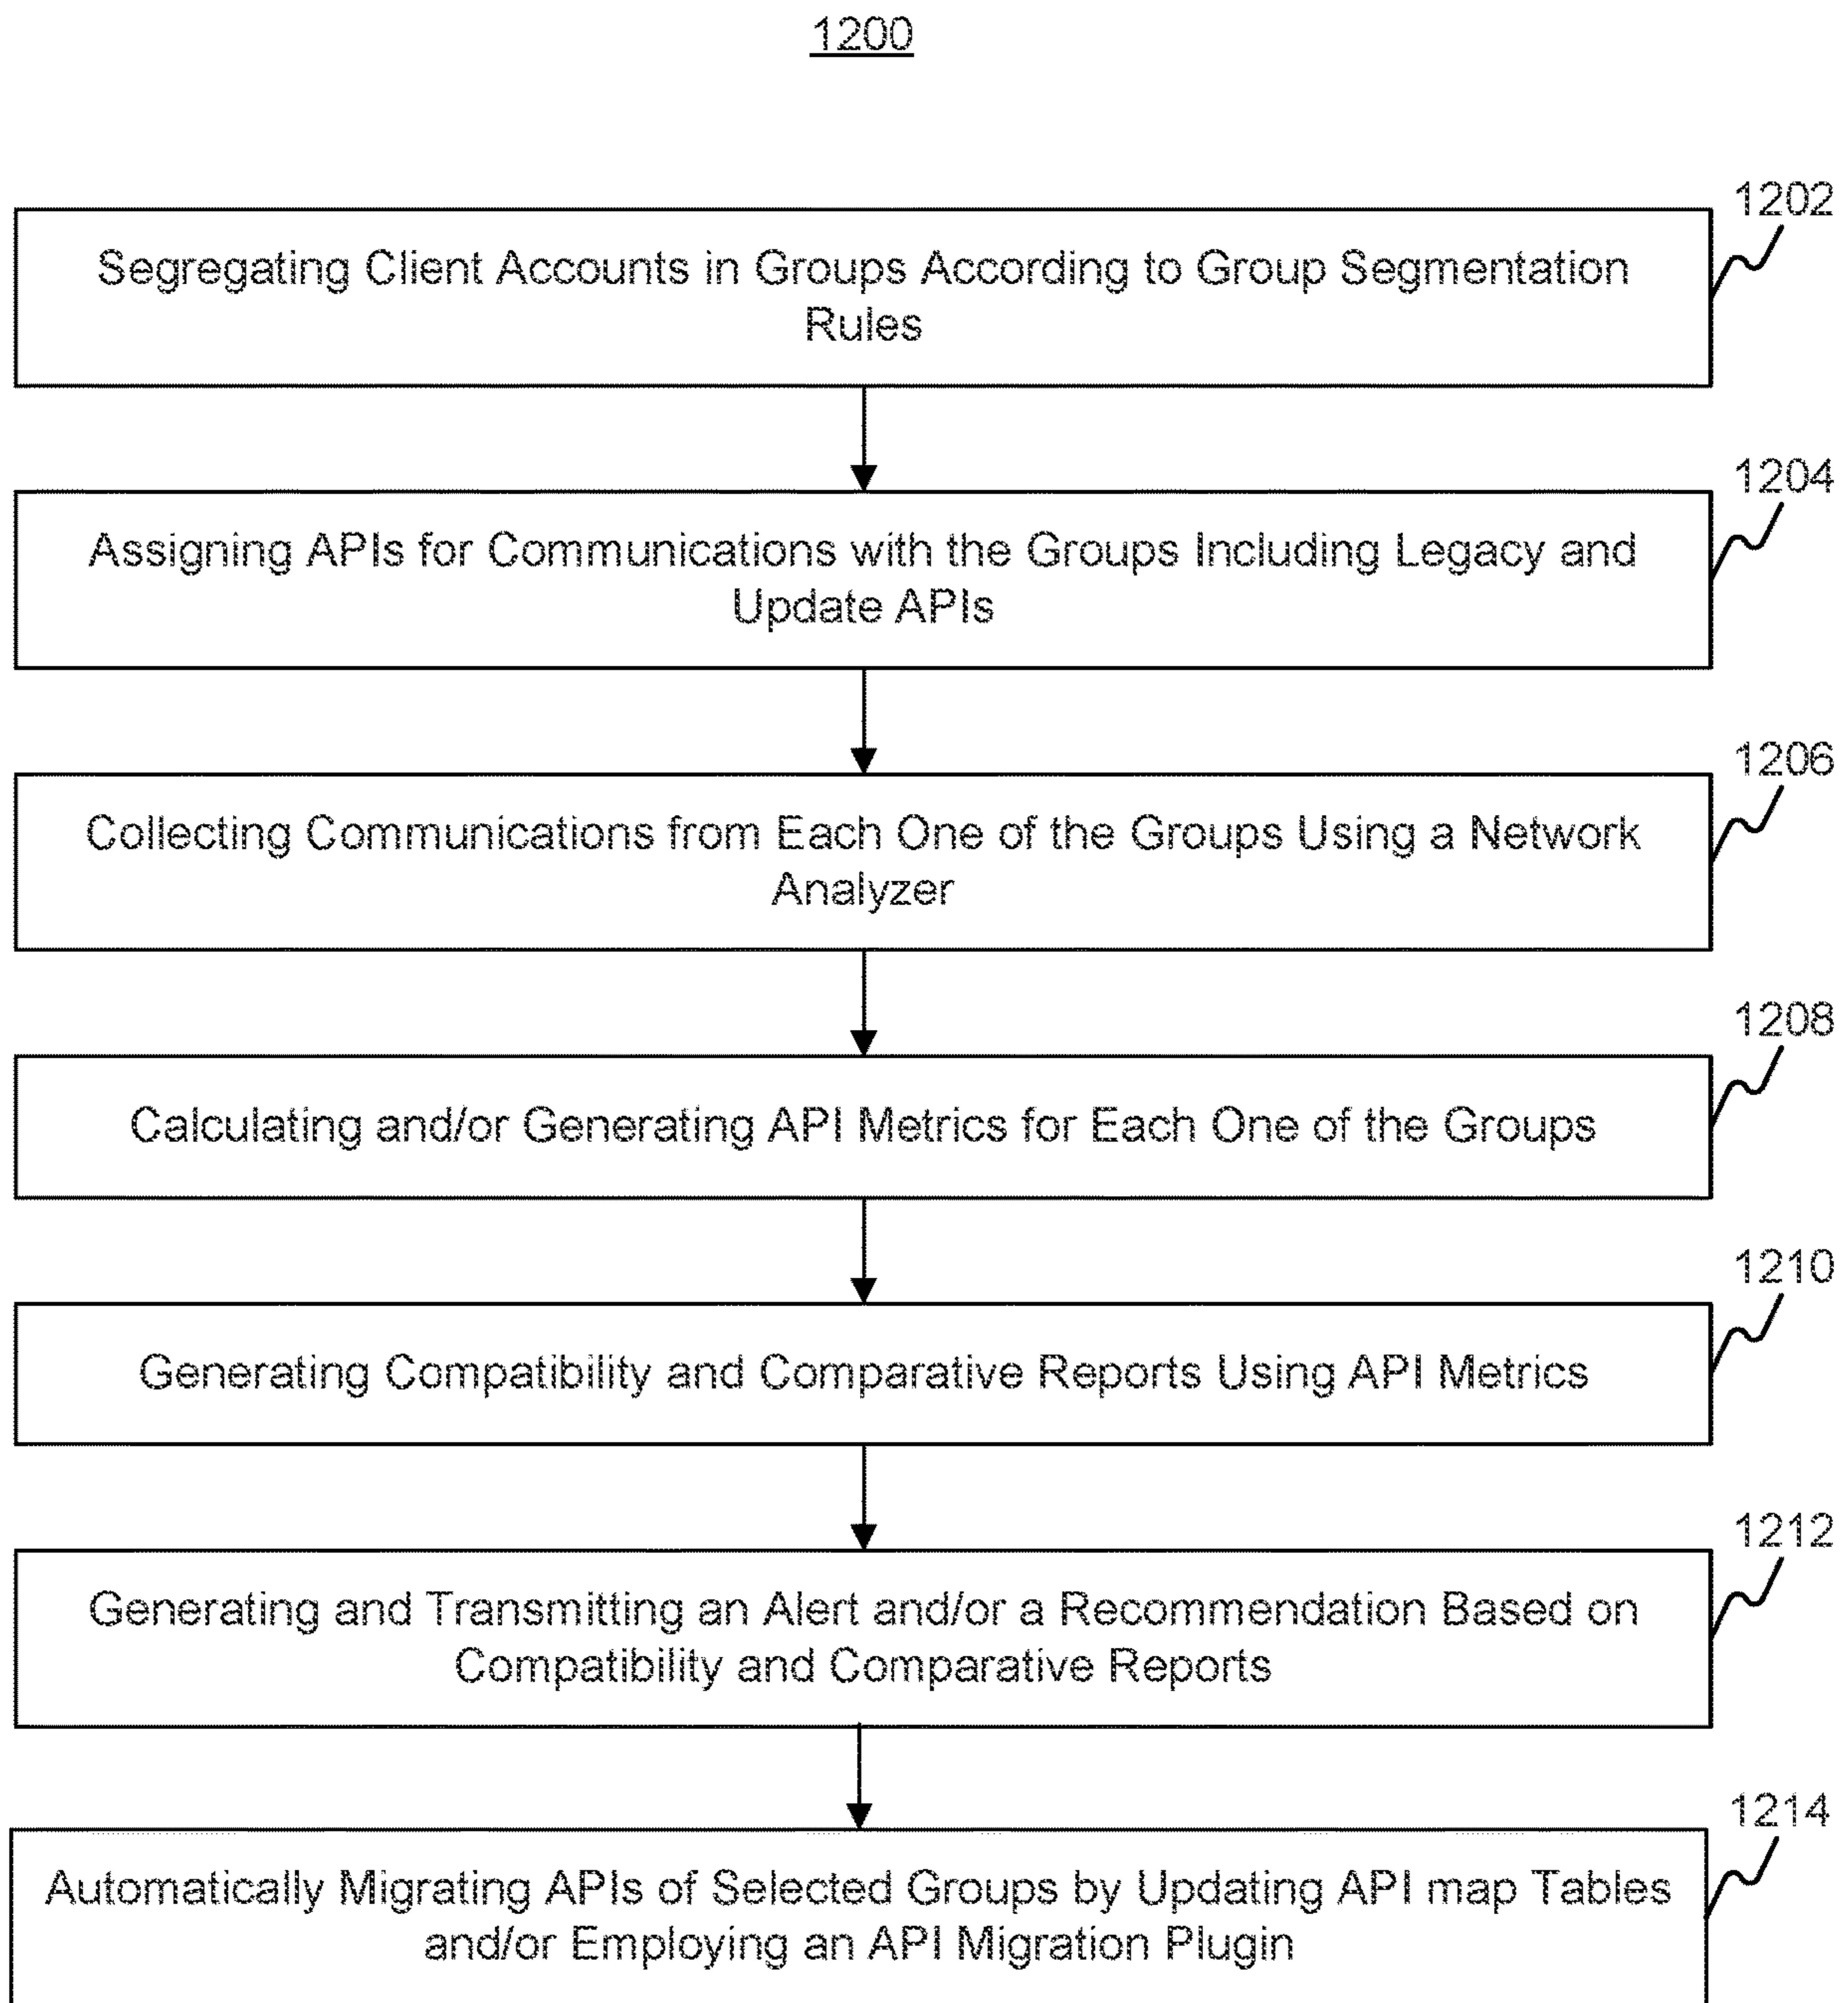 1200
1202
Segregating Client Accounts in Groups According to Group Segmentation
Rules
1204
Assigning APIs for Communications with the Groups Including Legacy and
Update APIs
1206
Collecting Communications from Each One of the Groups Using a Network
Analyzer
1208
Calculating and/or Generating API Metrics for Each One of the Groups
1210
Generating Compatibility and Comparative Reports Using API Metrics
1212
Generating and Transmitting an Alert and/or a Recommendation Based on
Compatibility and Comparative Reports
1214
Automatically Migrating APIs of Selected Groups by Updating API map Tables
and/or Employing an API Migration Plugin